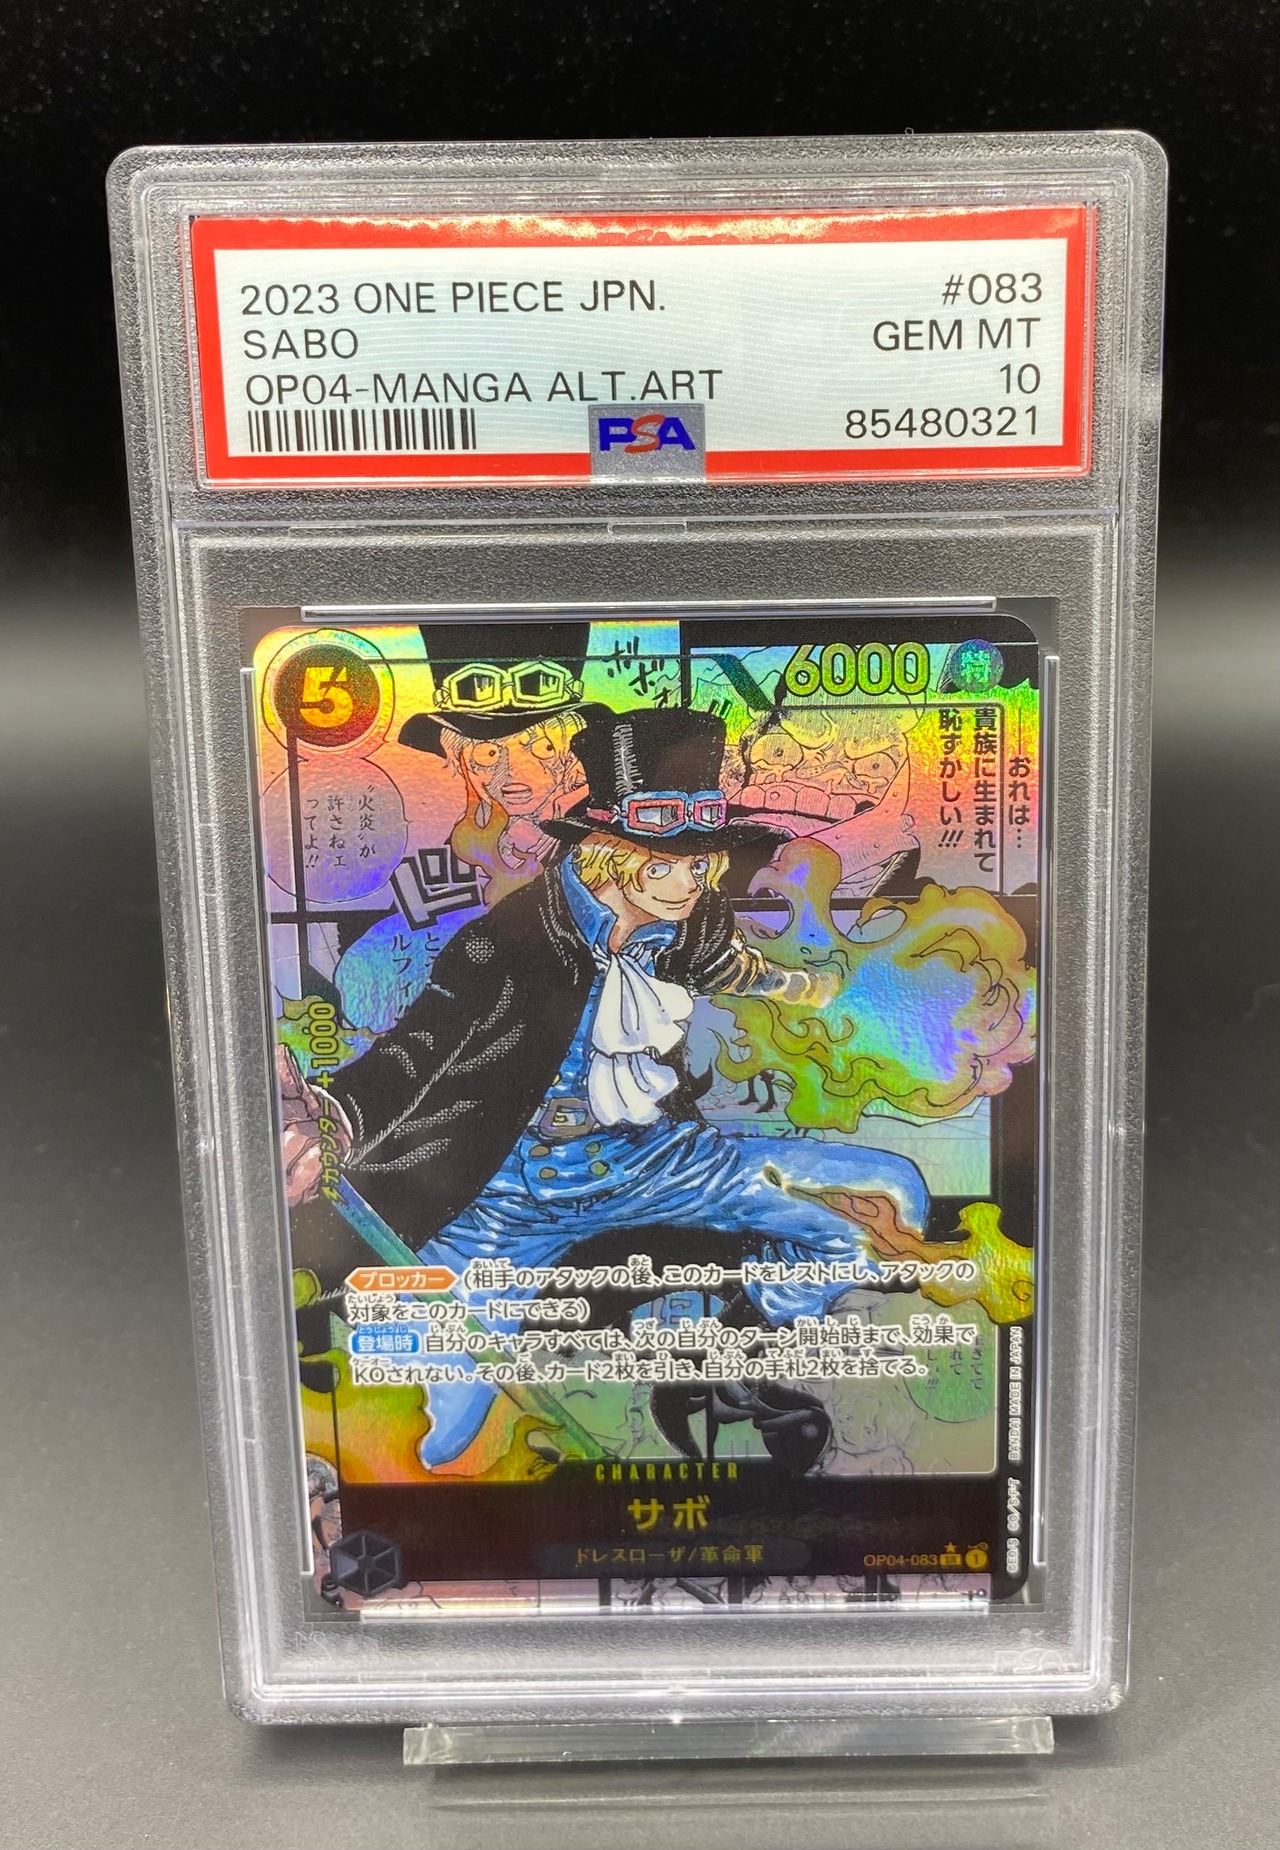 2023 ONE PIECE JPN.
#083
SABO
GEM MT
OP04-MANGA ALT.ART
10
PSA
85480321
5
6000
特
――おれは…
貴族に生まれて
恥ずかしい!!!
“火炎”が
許さねェ
ってよ!!
ルフィ
カウンター+1000
ブロッカー (相手のアタックの後、このカードをレストにし、アタックの
対象をこのカードにできる)
登場時 自分のキャラすべては、次の自分のターン開始時まで、効果で
KOされない。その後、カード2枚を引き、自分の手札2枚を捨てる。
CHARACTER
サボ
ドレスローザ/革命軍
OP04-083 SR 1
BANDAI MADE IN JAPAN
PSA